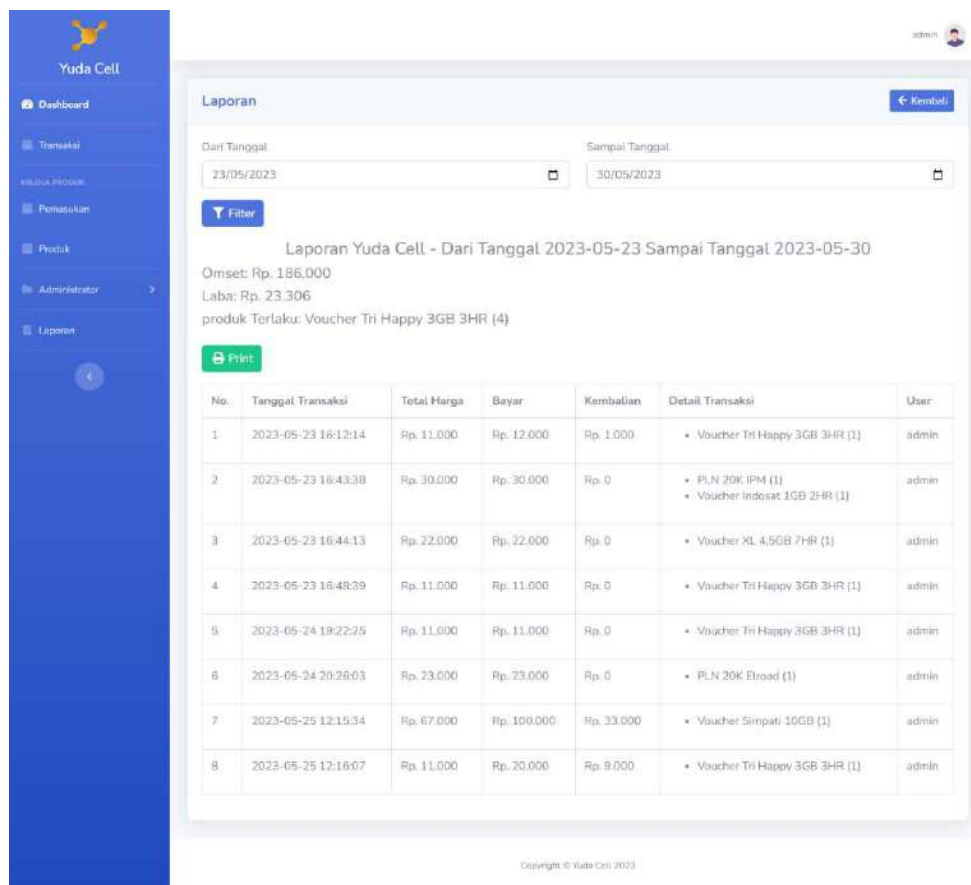 Yuda Cell
Dashboard
Transaksi
KELOLA PRODUK
Pemasukan
Produk
Administrator
Laporan
admin
Laporan
Kembali
Dari Tanggal
Sampai Tanggal
23/05/2023
30/05/2023
Filter
Laporan Yuda Cell - Dari Tanggal 2023-05-23 Sampai Tanggal 2023-05-30
Omset: Rp. 186.000
Laba: Rp. 23.306
produk Terlaku: Voucher Tri Happy 3GB 3HR (4)
Print
No. Tanggal Transaksi Total Harga Bayar Kembalian Detail Transaksi User
1 2023-05-23 16:12:14 Rp. 11.000 Rp. 12.000 Rp. 1.000 • Voucher Tri Happy 3GB 3HR (1) admin
2 2023-05-23 16:43:38 Rp. 30.000 Rp. 30.000 Rp. 0 • PLN 20K IPM (1) admin
• Voucher Indosat 1GB 2HR (1)
3 2023-05-23 16:44:13 Rp. 22.000 Rp. 22.000 Rp. 0 • Voucher XL 4.5GB 7HR (1) admin
4 2023-05-23 16:48:39 Rp. 11.000 Rp. 11.000 Rp. 0 • Voucher Tri Happy 3GB 3HR (1) admin
5 2023-05-24 19:22:25 Rp. 11.000 Rp. 11.000 Rp. 0 • Voucher Tri Happy 3GB 3HR (1) admin
6 2023-05-24 20:26:03 Rp. 23.000 Rp. 23.000 Rp. 0 • PLN 20K Elroad (1) admin
7 2023-05-25 12:15:34 Rp. 67.000 Rp. 100.000 Rp. 33.000 • Voucher Simpati 10GB (1) admin
8 2023-05-25 12:16:07 Rp. 11.000 Rp. 20.000 Rp. 9.000 • Voucher Tri Happy 3GB 3HR (1) admin
Copyright © Yuda Cell 2023